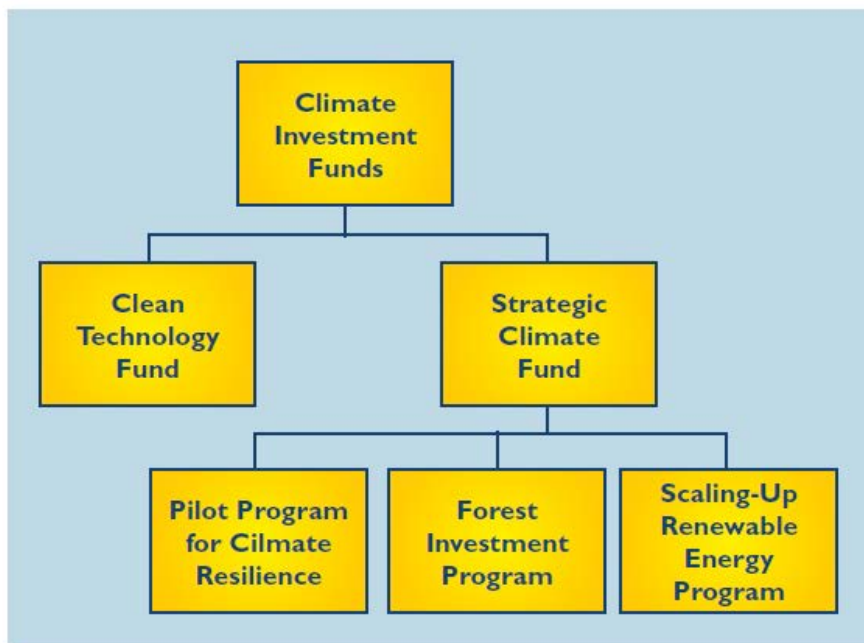 Climate
Investment
Funds
Clean
Technology
Fund
Strategic
Climate
Fund
Pilot Program
for Cilmate
Resilience
Forest
Investment
Program
Scaling-Up
Renewable
Energy
Program